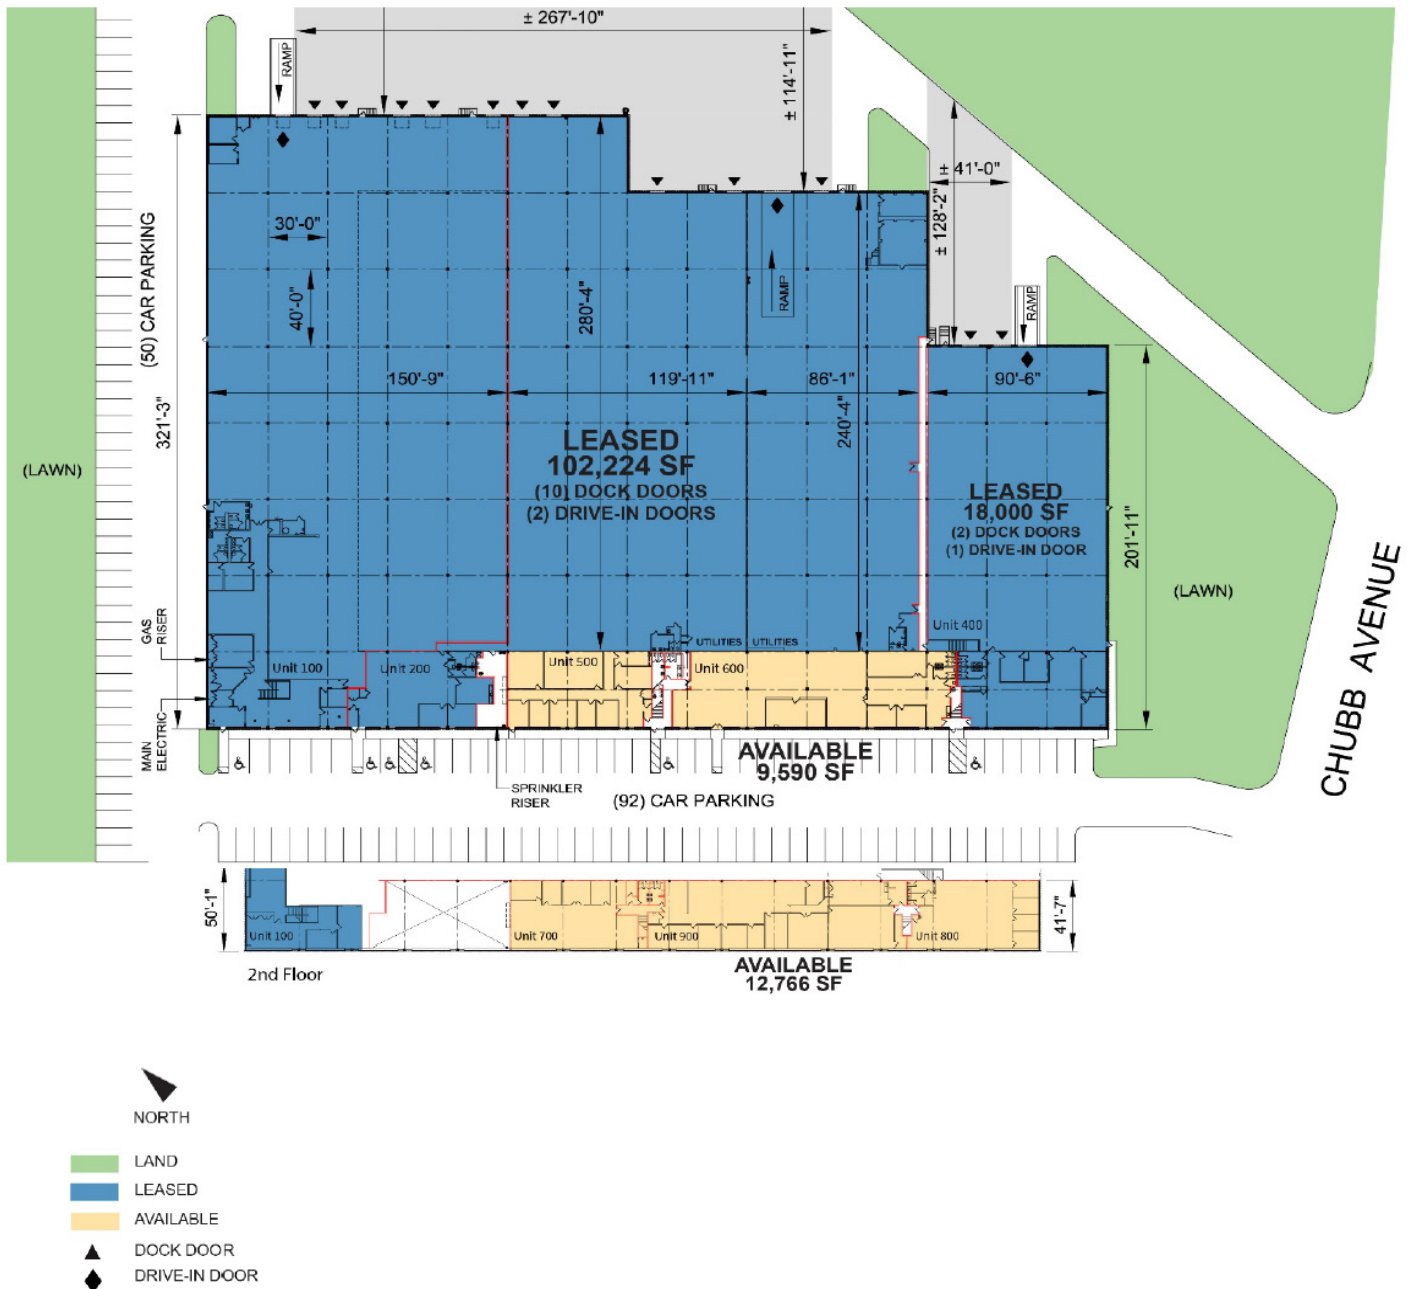 ± 267'-10"
RAMP
± 114'-11"
± 41'-0"
± 128'-2"
(50) CAR PARKING
30'-0"
40'-0"
280'-4"
RAMP
RAMP
321'-3"
150'-9"
119'-11"
86'-1"
90'-6"
240'-4"
(LAWN)
LEASED
102,224 SF
(10) DOCK DOORS
(2) DRIVE-IN DOORS
LEASED
18,000 SF
(2) DOCK DOORS
(1) DRIVE-IN DOOR
201'-11"
(LAWN)
CHUBB AVENUE
GAS
RISER
UTILITIES
UTILITIES
Unit 400
Unit 100
Unit 200
Unit 500
Unit 600
MAIN
ELECTRIC
AVAILABLE
9,590 SF
SPRINKLER
RISER
(92) CAR PARKING
50'-1"
41'-7"
Unit 100
Unit 700
Unit 900
Unit 800
2nd Floor
AVAILABLE
12,766 SF
NORTH
LAND
LEASED
AVAILABLE
DOCK DOOR
DRIVE-IN DOOR